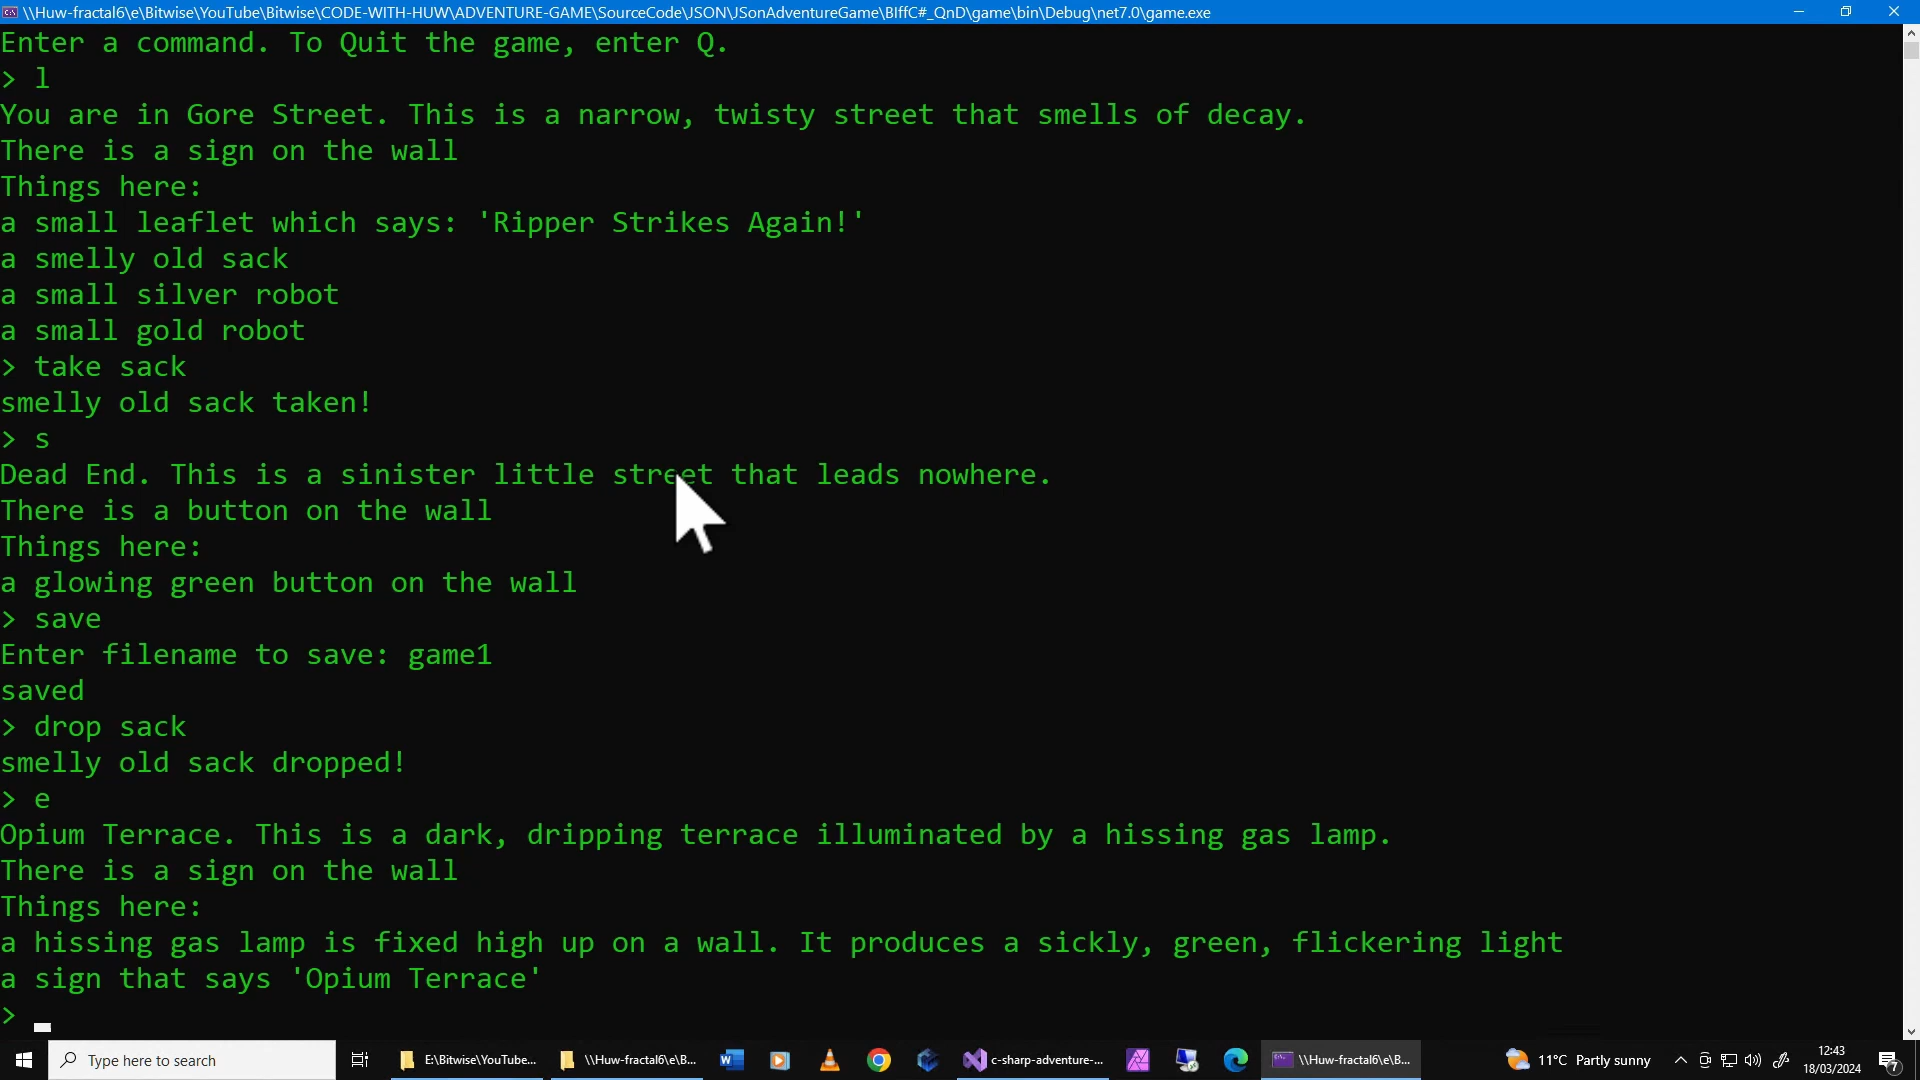 \\Huw-fractal6\e\Bitwise\YouTube\Bitwise\CODE-WITH-HUW\ADVENTURE-GAME\SourceCode\JSON\JSonAdventureGame\BIffC#_QnD\game\bin\Debug\net7.0\game.exe
Enter a command. To Quit the game, enter Q.
> l
You are in Gore Street. This is a narrow, twisty street that smells of decay.
There is a sign on the wall
Things here:
a small leaflet which says: 'Ripper Strikes Again!'
a smelly old sack
a small silver robot
a small gold robot
> take sack
smelly old sack taken!
> s
Dead End. This is a sinister little street that leads nowhere.
There is a button on the wall
Things here:
a glowing green button on the wall
> save
Enter filename to save: game1
saved
> drop sack
smelly old sack dropped!
> e
Opium Terrace. This is a dark, dripping terrace illuminated by a hissing gas lamp.
There is a sign on the wall
Things here:
a hissing gas lamp is fixed high up on a wall. It produces a sickly, green, flickering light
a sign that says 'Opium Terrace'
>
Type here to search
E:\Bitwise\YouTube...
\\Huw-fractal6\e\B...
c-sharp-adventure-...
\\Huw-fractal6\e\B...
11°C Partly sunny
12:43
18/03/2024
7